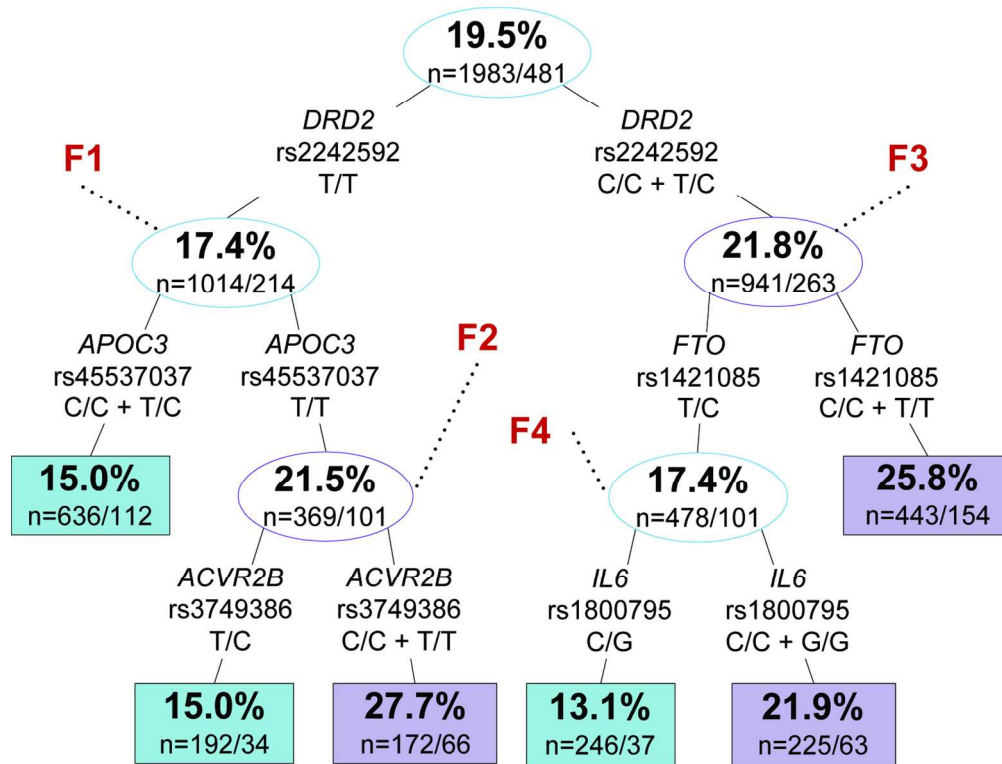 19.5%
n=1983/481
DRD2
rs2242592
T/T
DRD2
rs2242592
C/C + T/C
F1
F3
17.4%
n=1014/214
21.8%
n=941/263
APOC3
rs45537037
C/C + T/C
APOC3
rs45537037
T/T
F2
FTO
rs1421085
T/C
FTO
rs1421085
C/C + T/T
F4
15.0%
n=636/112
21.5%
n=369/101
17.4%
n=478/101
25.8%
n=443/154
ACVR2B
rs3749386
T/C
ACVR2B
rs3749386
C/C + T/T
IL6
rs1800795
C/G
IL6
rs1800795
C/C + G/G
15.0%
n=192/34
27.7%
n=172/66
13.1%
n=246/37
21.9%
n=225/63